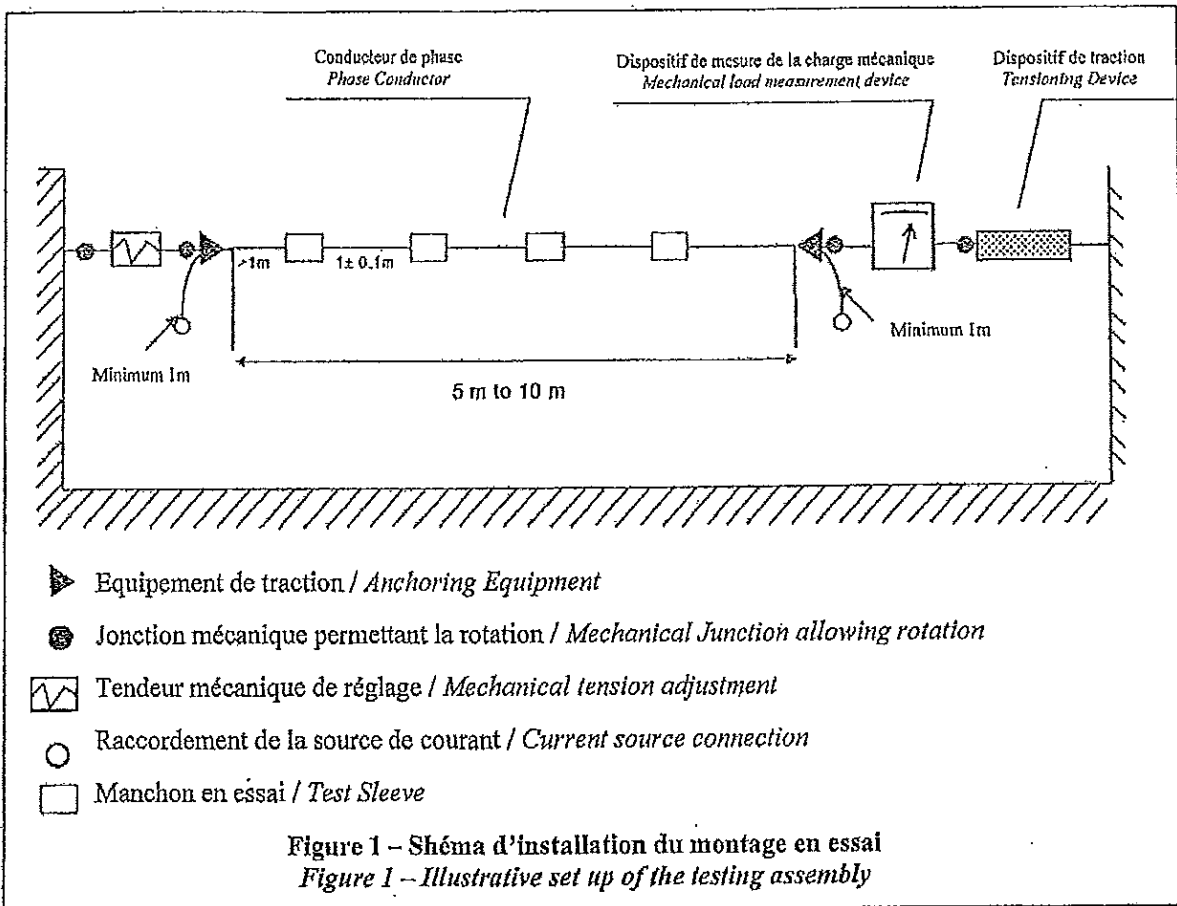 Conducteur de phase
Phase Conductor
Dispositif de mesure de la charge mécanique
Mechanical load measurement device
Dispositif de traction
Tensioning Device
>1m
1± 0.1m
Minimum 1m
Minimum 1m
5 m to 10 m
Equipement de traction / Anchoring Equipment
Jonction mécanique permettant la rotation / Mechanical Junction allowing rotation
Tendeur mécanique de réglage / Mechanical tension adjustment
Raccordement de la source de courant / Current source connection
Manchon en essai / Test Sleeve
Figure 1 – Shéma d'installation du montage en essai
Figure 1 – Illustrative set up of the testing assembly